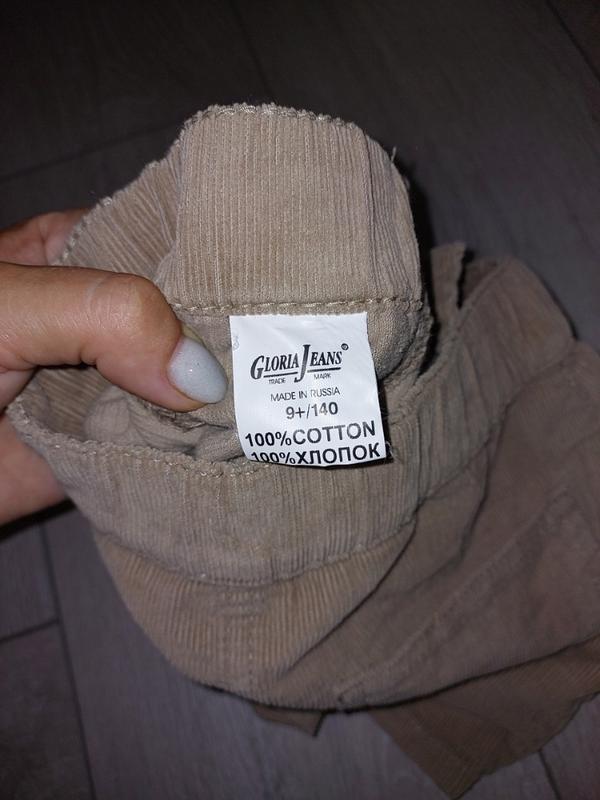 GLORIA JEANS®
TRADE MARK
MADE IN RUSSIA
9+/140
100%COTTON
100%ХЛОПОК